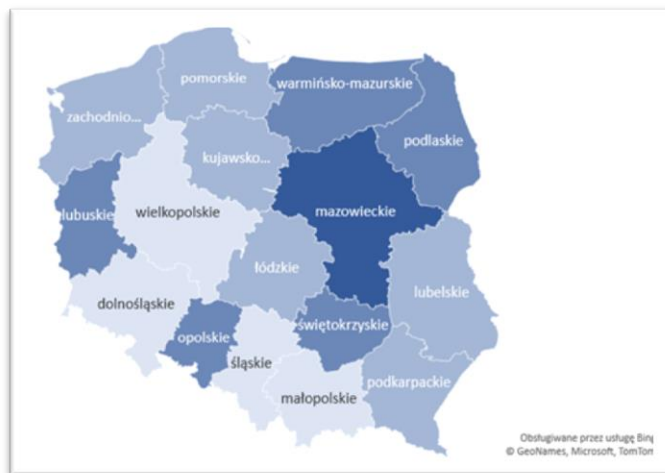 pomorskie
warmińsko-mazurskie
zachodnio...
podlaskie
kujawsko...
lubuskie
wielkopolskie
mazowieckie
łódzkie
lubelskie
dolnośląskie
opolskie
świętokrzyskie
śląskie
podkarpackie
małopolskie
Obsługiwane przez usługę Bing
© GeoNames, Microsoft, TomTom